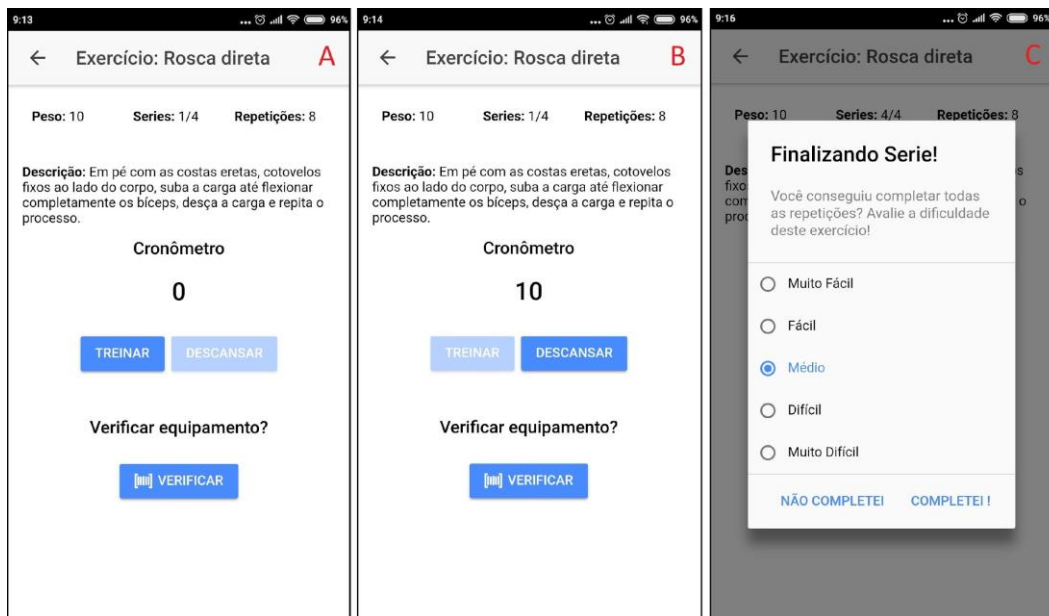 9:13
... 96%
Exercício: Rosca direta
A
Peso: 10 Series: 1/4 Repetições: 8
Descrição: Em pé com as costas eretas, cotovelos
fixos ao lado do corpo, suba a carga até flexionar
completamente os bíceps, desça a carga e repita o
processo.
Cronômetro
0
TREINAR DESCANSAR
Verificar equipamento?
VERIFICAR
9:14
... 96%
Exercício: Rosca direta
B
Peso: 10 Series: 1/4 Repetições: 8
Descrição: Em pé com as costas eretas, cotovelos
fixos ao lado do corpo, suba a carga até flexionar
completamente os bíceps, desça a carga e repita o
processo.
Cronômetro
10
TREINAR DESCANSAR
Verificar equipamento?
VERIFICAR
9:16
... 96%
Exercício: Rosca direta
C
Peso: 10 Series: 4/4 Repetições: 8
Finalizando Serie!
Você conseguiu completar todas
as repetições? Avalie a dificuldade
deste exercício!
Muito Fácil
Fácil
Médio
Difícil
Muito Difícil
NÃO COMPLETEI COMPLETEI !